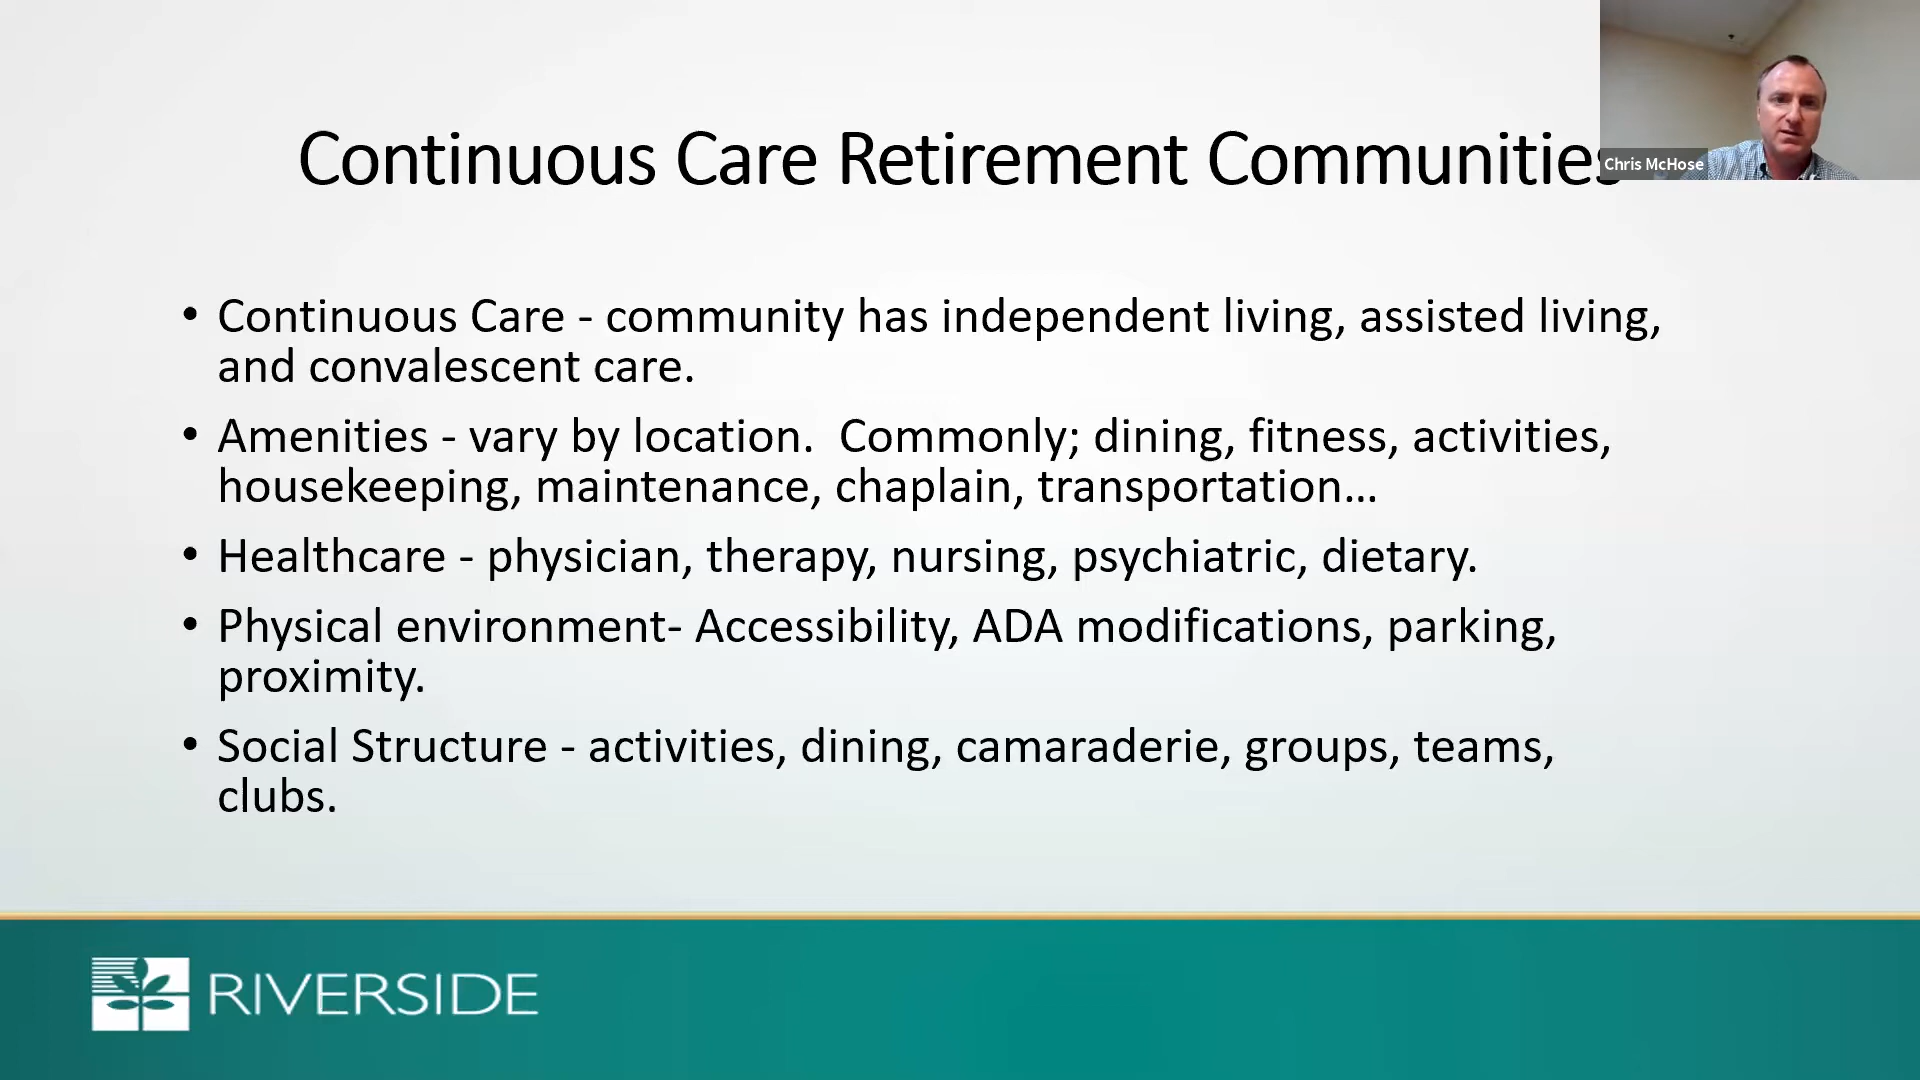 Continuous Care Retirement Communities
Chris McHose
• Continuous Care - community has independent living, assisted living,
and convalescent care.
• Amenities - vary by location.  Commonly; dining, fitness, activities,
housekeeping, maintenance, chaplain, transportation…
• Healthcare - physician, therapy, nursing, psychiatric, dietary.
• Physical environment- Accessibility, ADA modifications, parking,
proximity.
• Social Structure - activities, dining, camaraderie, groups, teams,
clubs.
RIVERSIDE